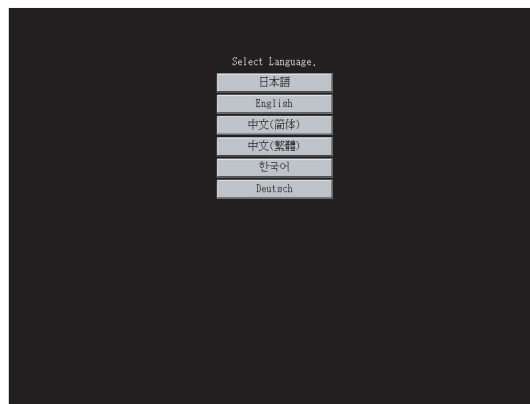 Select Language.
日本語
English
中文(简体)
中文(繁體)
한국어
Deutsch